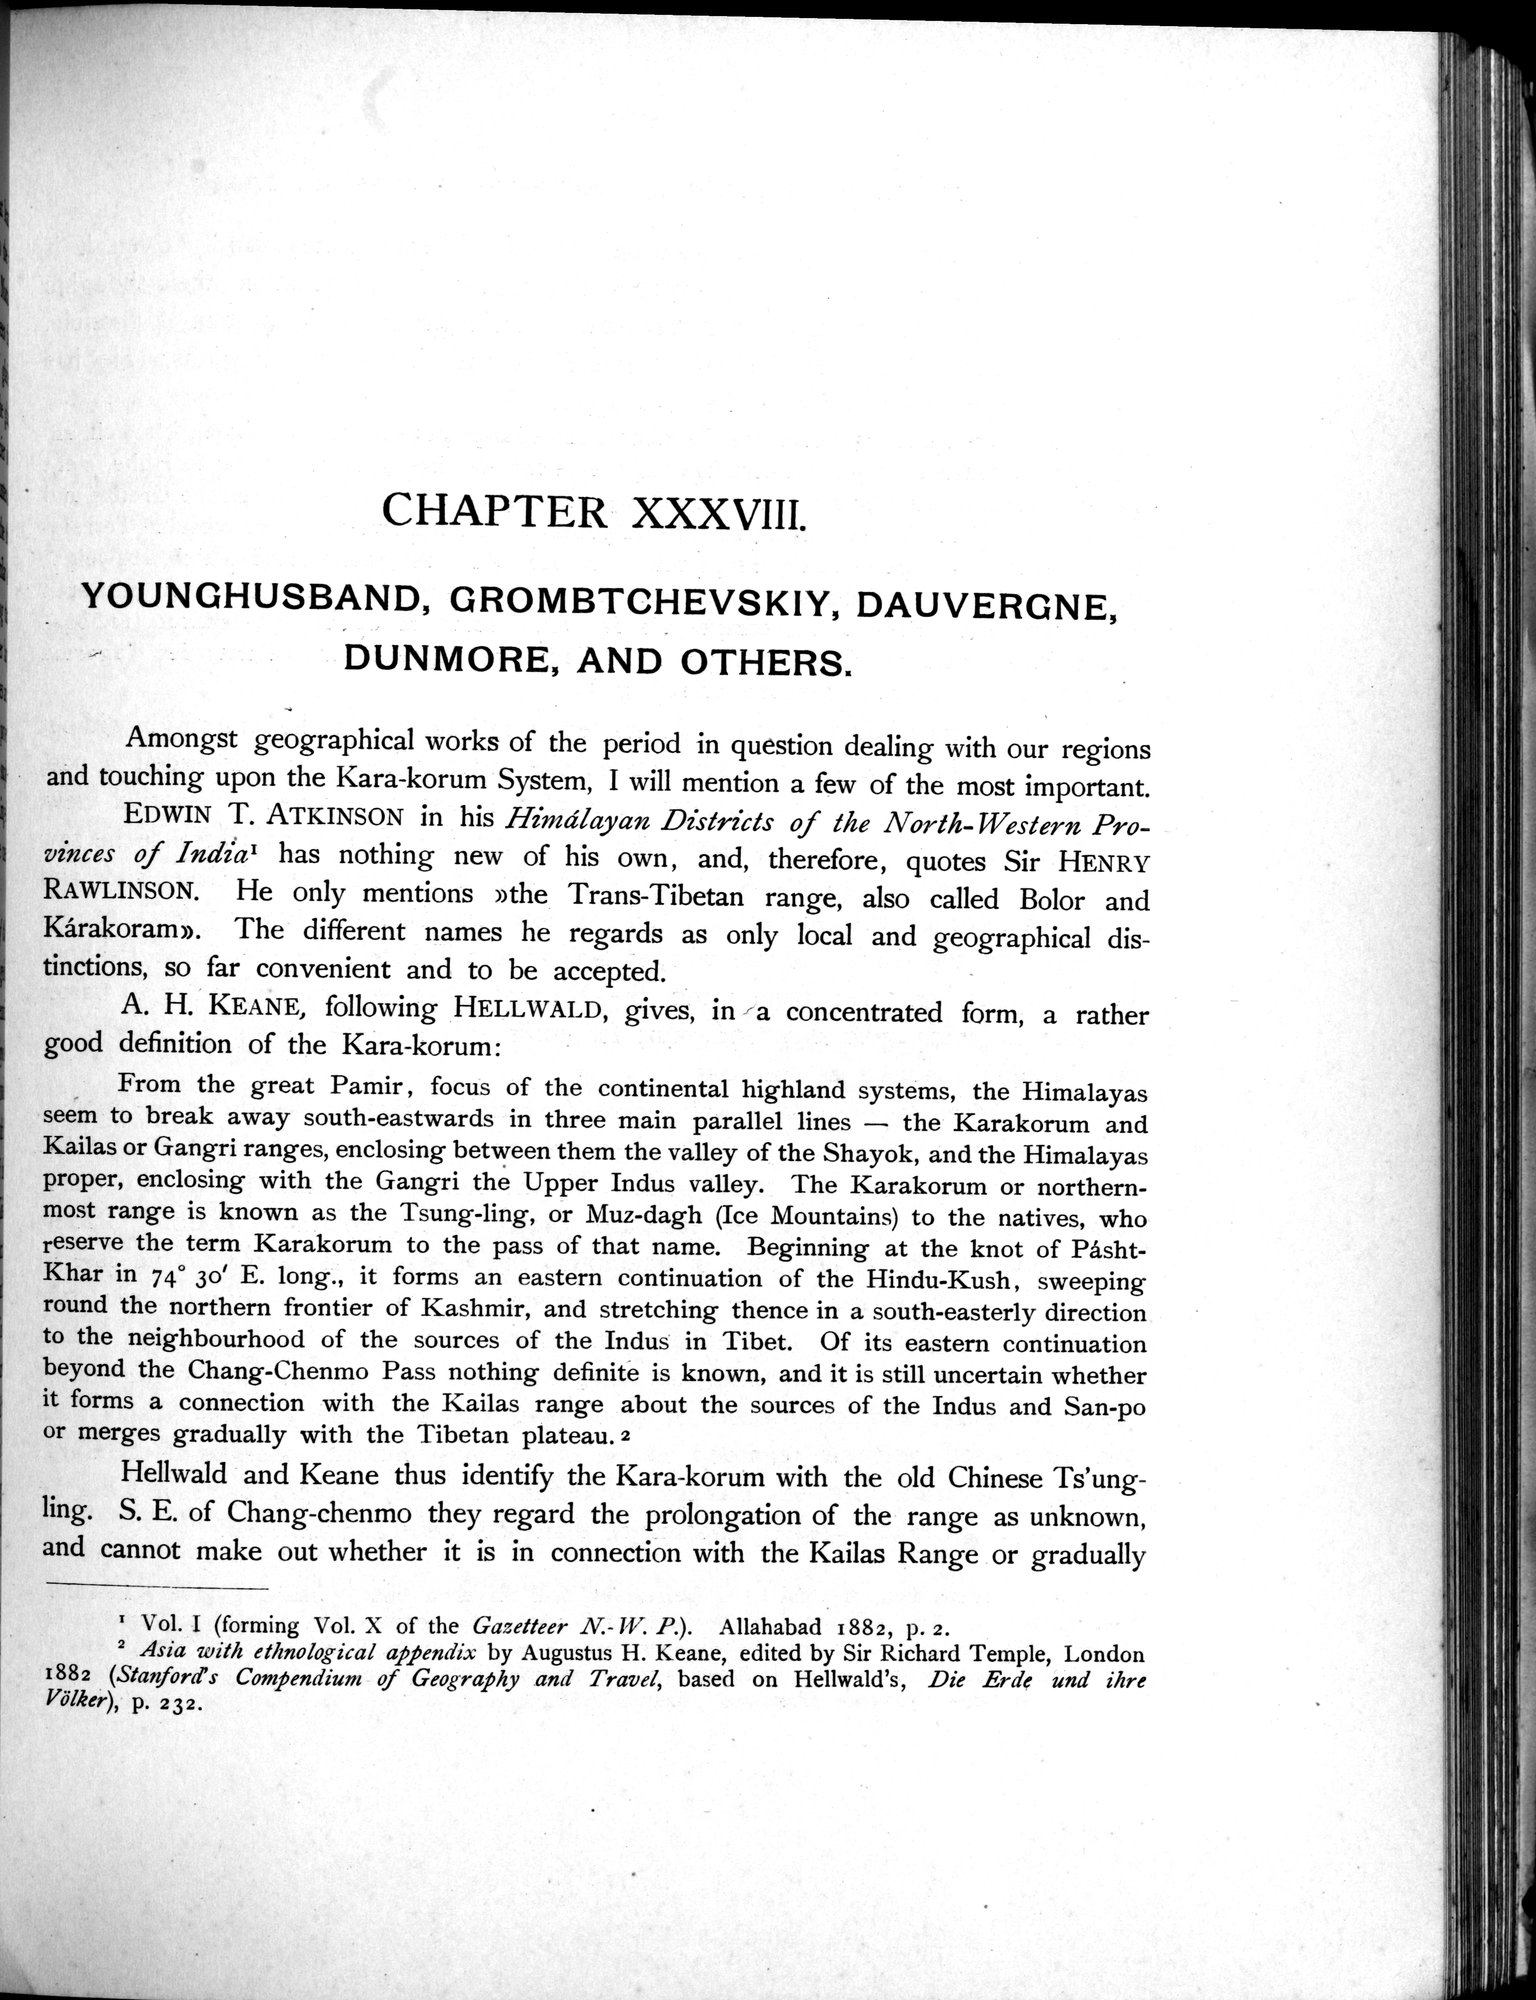 CHAPTER XXXVIII.
YOUNGHUSBAND, GROMBTCHEVSKIY, DAUVERGNE,
DUNMORE, AND OTHERS.
Amongst geographical works of the period in question dealing with our regions
and touching upon the Kara-korum System, I will mention a few of the most important.
EDWIN T. ATKINSON in his Himálayan Districts of the North-Western Pro-
vinces of India¹ has nothing new of his own, and, therefore, quotes Sir HENRY
RAWLINSON. He only mentions »the Trans-Tibetan range, also called Bolor and
Kárakoram». The different names he regards as only local and geographical dis-
tinctions, so far convenient and to be accepted.
A. H. KEANE, following HELLWALD, gives, in a concentrated form, a rather
good definition of the Kara-korum:
From the great Pamir, focus of the continental highland systems, the Himalayas
seem to break away south-eastwards in three main parallel lines — the Karakorum and
Kailas or Gangri ranges, enclosing between them the valley of the Shayok, and the Himalayas
proper, enclosing with the Gangri the Upper Indus valley. The Karakorum or northern-
most range is known as the Tsung-ling, or Muz-dagh (Ice Mountains) to the natives, who
reserve the term Karakorum to the pass of that name. Beginning at the knot of Pásht-
Khar in 74° 30′ E. long., it forms an eastern continuation of the Hindu-Kush, sweeping
round the northern frontier of Kashmir, and stretching thence in a south-easterly direction
to the neighbourhood of the sources of the Indus in Tibet. Of its eastern continuation
beyond the Chang-Chenmo Pass nothing definite is known, and it is still uncertain whether
it forms a connection with the Kailas range about the sources of the Indus and San-po
or merges gradually with the Tibetan plateau. ²
Hellwald and Keane thus identify the Kara-korum with the old Chinese Ts'ung-
ling. S. E. of Chang-chenmo they regard the prolongation of the range as unknown,
and cannot make out whether it is in connection with the Kailas Range or gradually
¹ Vol. I (forming Vol. X of the Gazetteer N.-W. P.). Allahabad 1882, p. 2.
² Asia with ethnological appendix by Augustus H. Keane, edited by Sir Richard Temple, London
1882 (Stanford's Compendium of Geography and Travel, based on Hellwald's, Die Erde und ihre
Völker), p. 232.